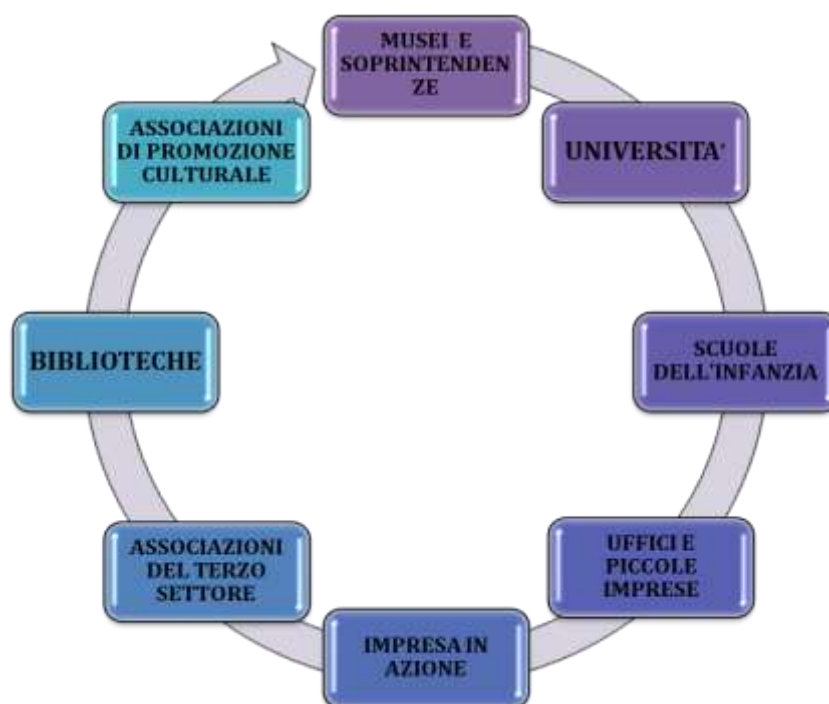 MUSEI E
SOPRINTENDEN
ZE
UNIVERSITA'
SCUOLE
DELL'INFANZIA
UFFICI E
PICCOLE
IMPRESE
IMPRESA IN
AZIONE
ASSOCIAZIONI
DEL TERZO
SETTORE
BIBLIOTECHE
ASSOCIAZIONI
DI PROMOZIONE
CULTURALE